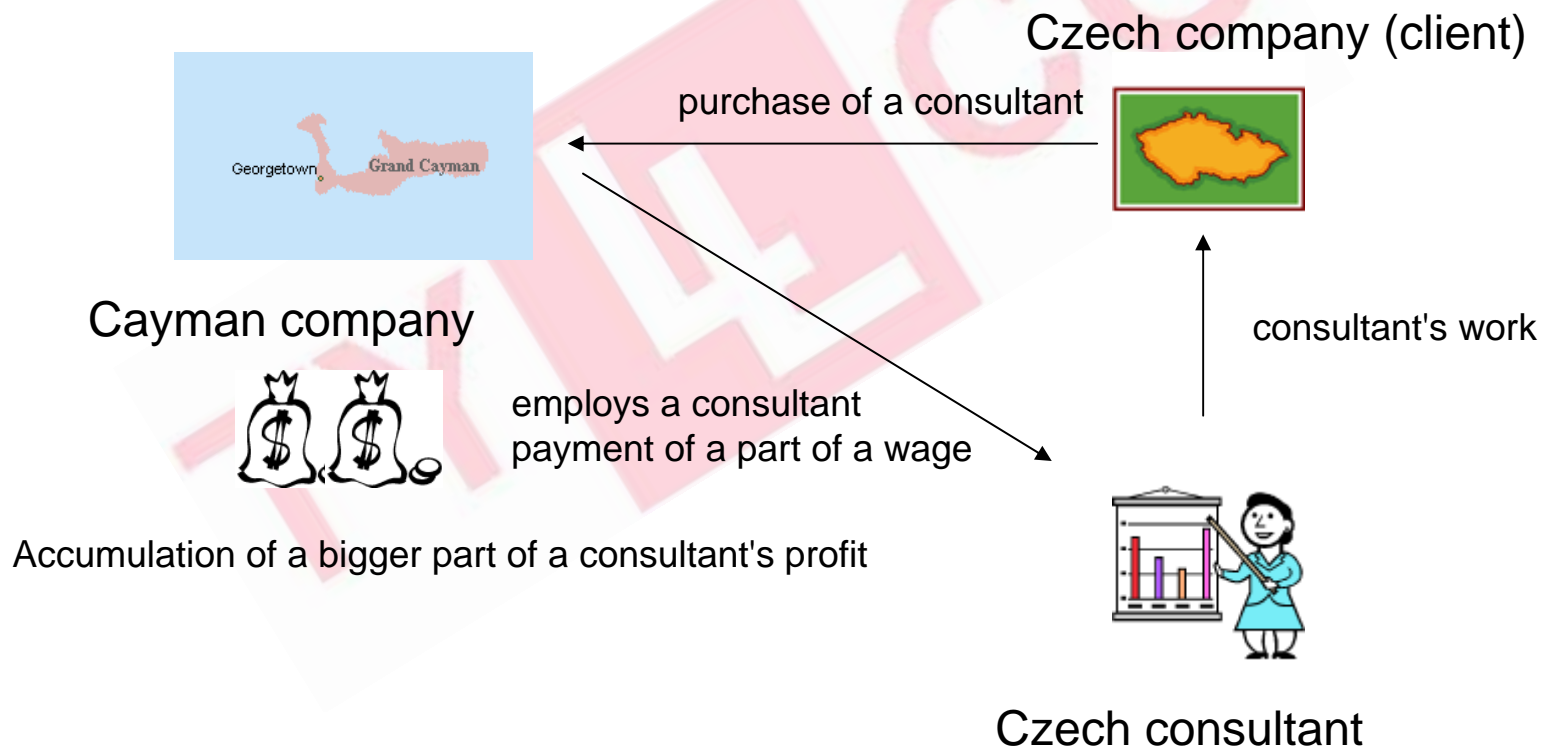 Czech company (client)
purchase of a consultant
Georgetown
Grand Cayman
Cayman company
consultant's work
employs a consultant
payment of a part of a wage
Accumulation of a bigger part of a consultant's profit
Czech consultant